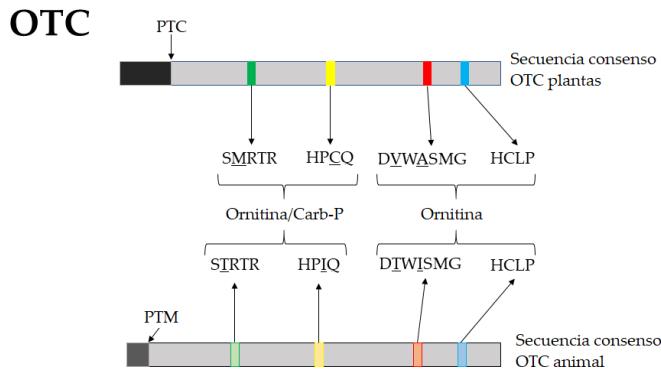 OTC
PTC
Secuencia consenso
OTC plantas
SMRTR HPCQ DVWASMG HCLP
Ornitina/Carb-P Ornitina
STRTR HPIQ DTWISMG HCLP
PTM
Secuencia consenso
OTC animal